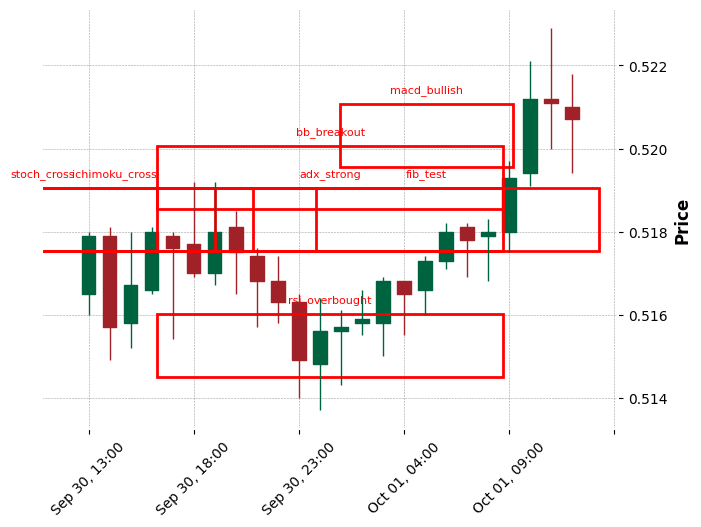 macd_bullish
bb_breakout
stoch_cross
ichimoku_cross
adx_strong
fib_test
rsi_overbought
0.522
0.520
0.518
0.516
0.514
Price
Sep 30, 13:00
Sep 30, 18:00
Sep 30, 23:00
Oct 01, 04:00
Oct 01, 09:00